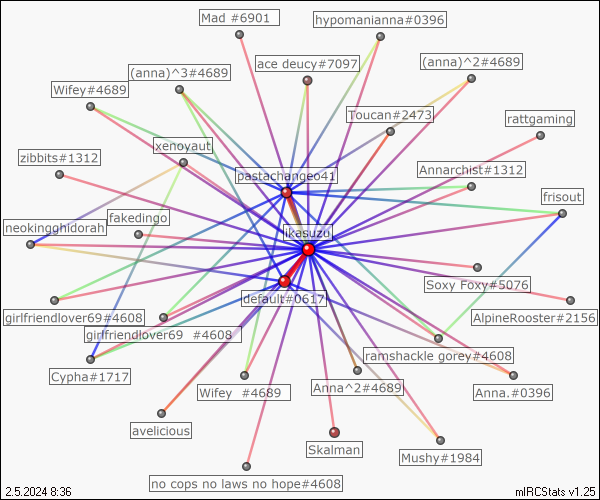 Mad #6901
hypomanianna#0396
ace deucy#7097
(anna)^2#4689
(anna)^3#4689
Wifey#4689
Toucan#2473
rattgaming
xenoyaut
zibbits#1312
pastachangeo41
Annarchist#1312
frisout
fakedingo
neokingghidorah
ikasuzo
Soxy Foxy#5076
default#0617
girlfriendlover69#4608
AlpineRooster#2156
girlfriendlover69 #4608
ramshackle gorey#4608
Cypha#1717
Wifey #4689
Anna^2#4689
Anna.#0396
avelicious
Skalman
Mushy#1984
no cops no laws no hope#4608
2.5.2024 8:36
mIRCStats v1.25